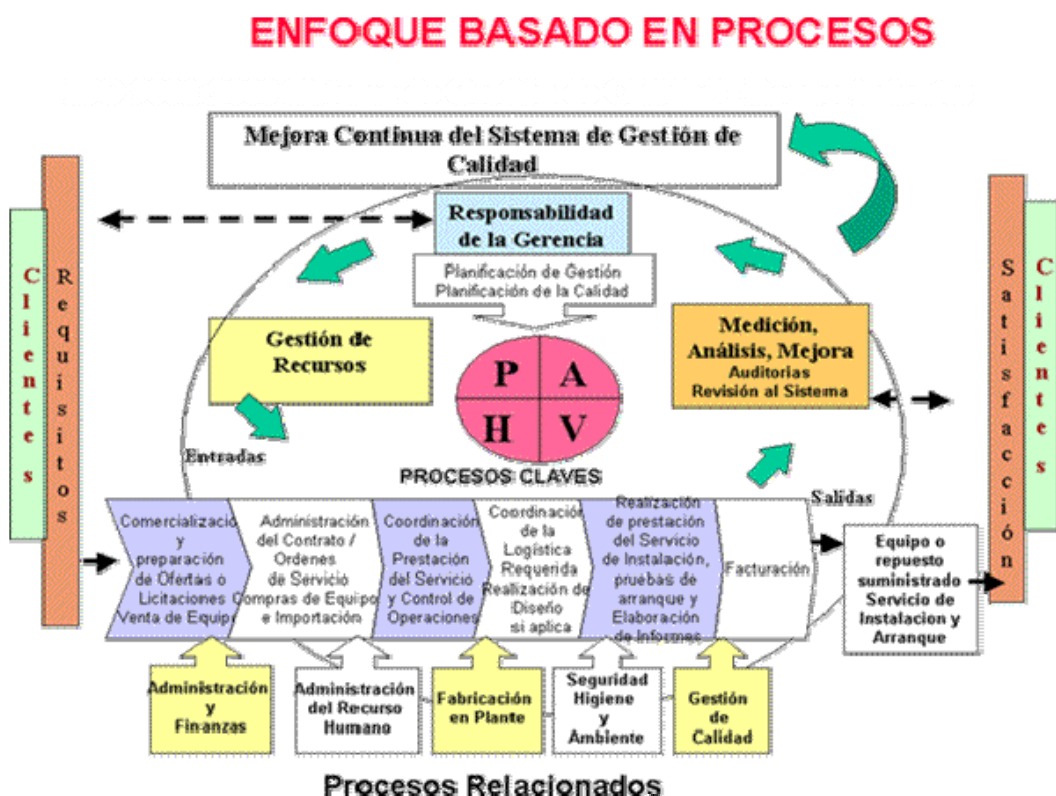 ENFOQUE BASADO EN PROCESOS
Mejora Continua del Sistema de Gestión de
Calidad
Clientes
Requisitos
Responsabilidad
de la Gerencia
Planificación de Gestión
Planificación de la Calidad
Gestión de
Recursos
Medición,
Análisis, Mejora
Auditorias
Revisión al Sistema
Satisfacción
Clientes
P A
H V
Entradas
PROCESOS CLAVES
Salidas
Comercializació
y
preparación
de Ofertas o
Licitaciones
Venta de Equipo
Administración
del Contrato /
Ordenes
de Servicio
Compras de Equipo
e Importación
Coordinación
de la
Prestación
del Servicio
y Control de
Operaciones
Coordinación
de la
Logística
Requerida
Realización de
Diseño
si aplica
Realización
de prestación
del Servicio
de Instalación,
pruebas de
arranque y
Elaboración
de Informes
Facturación
Equipo o
repuesto
suministrado
Servicio de
Instalacion y
Arranque
Administración
y
Finanzas
Administración
del Recurso
Humano
Fabricación
en Plante
Seguridad
Higiene
y
Ambiente
Gestión
de
Calidad
Procesos Relacionados